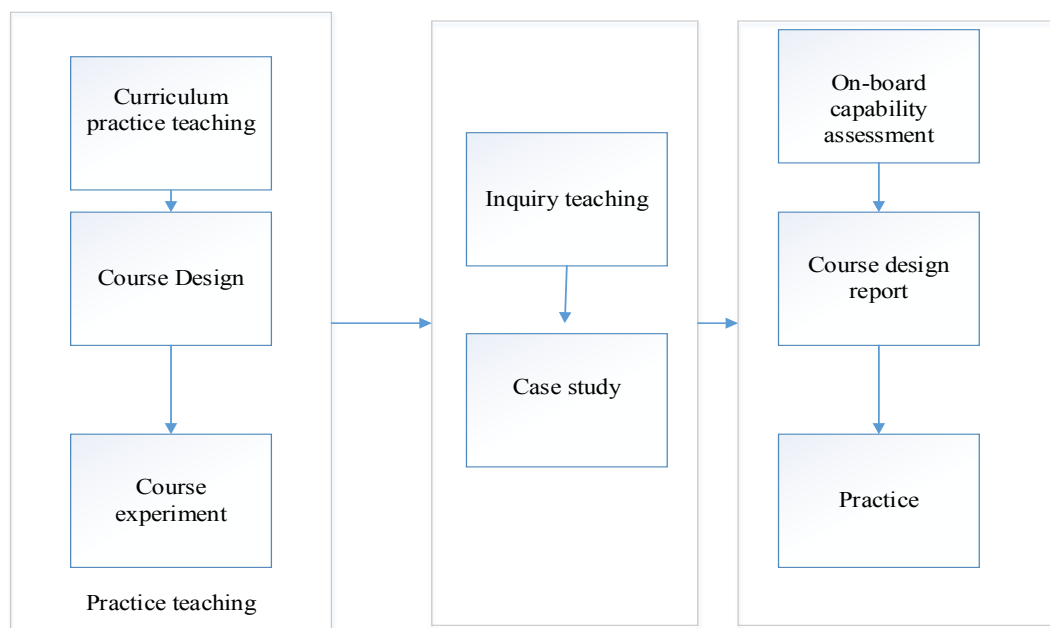 Curriculum
practice teaching
Course Design
Course
experiment
Practice teaching
Inquiry teaching
Case study
On-board
capability
assessment
Course design
report
Practice